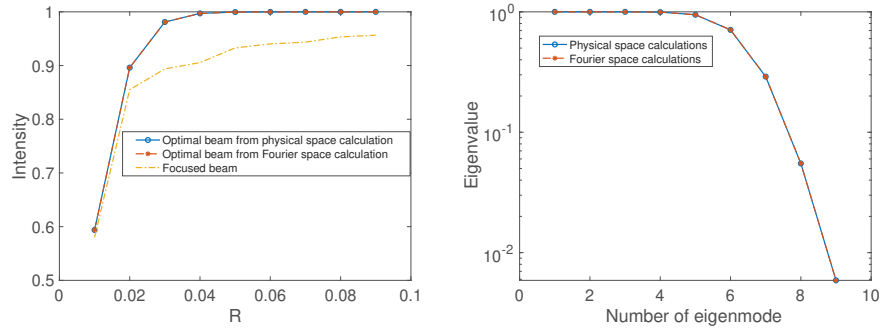 1
0.9
0.8
0.7
0.6
0.5
Intensity
0
0.02
0.04
0.06
0.08
0.1
R
Optimal beam from physical space calculation
Optimal beam from Fourier space calculation
Focused beam
10^0
10^-1
10^-2
Eigenvalue
0
2
4
6
8
10
Number of eigenmode
Physical space calculations
Fourier space calculations